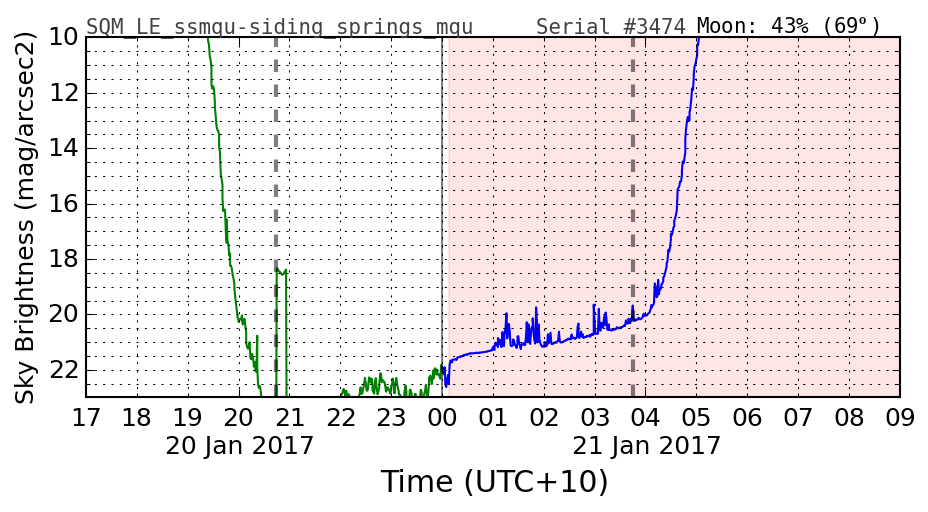 SQM_LE_ssmqu-siding_springs_mqu Serial #3474 Moon: 43% (69°)
Sky Brightness (mag/arcsec2)
10
12
14
16
18
20
22
17 18 19 20 21 22 23 00 01 02 03 04 05 06 07 08 09
20 Jan 2017 21 Jan 2017
Time (UTC+10)